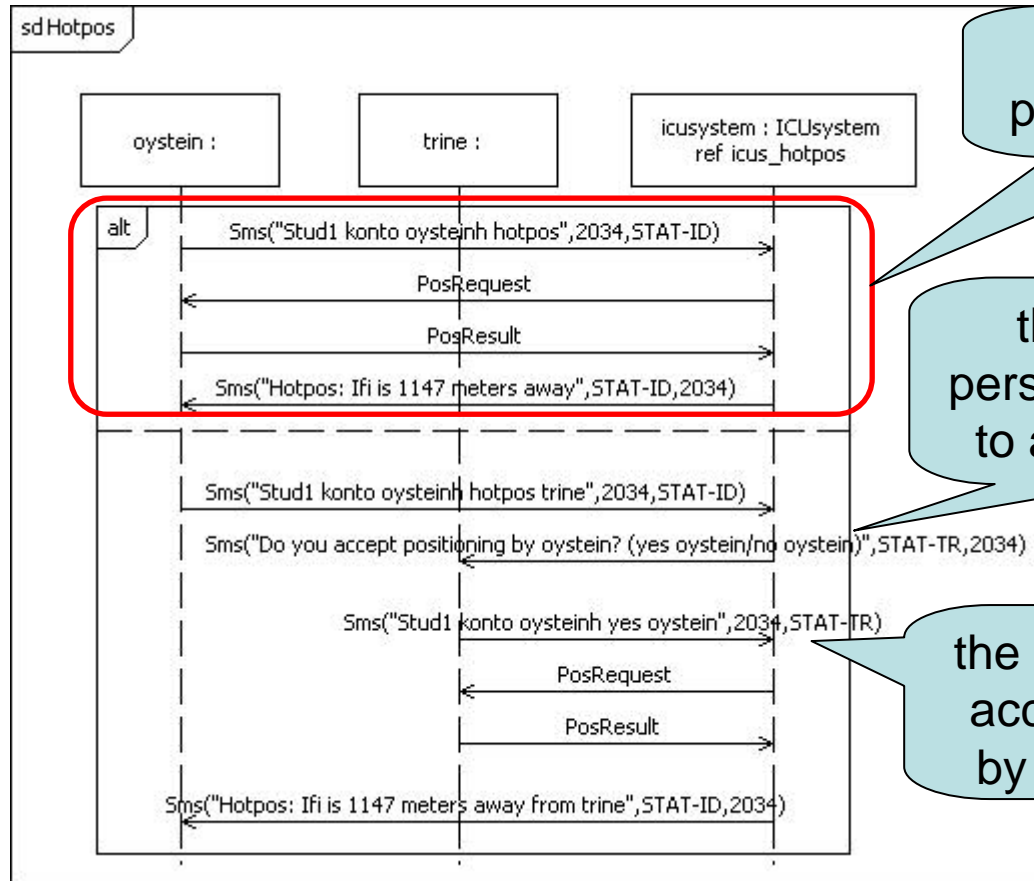 sd Hotpos
oystein :
trine :
icusystem : ICUsystem
ref icus_hotpos
alt
Sms("Stud1 konto oysteinh hotpos",2034,STAT-ID)
PosRequest
PosResult
Sms("Hotpos: Ifi is 1147 meters away",STAT-ID,2034)
Sms("Stud1 konto oysteinh hotpos trine",2034,STAT-ID)
Sms("Do you accept positioning by oystein? (yes oystein/no oystein)",STAT-TR,2034)
Sms("Stud1 konto oysteinh yes oystein",2034,STAT-TR)
PosRequest
PosResult
Sms("Hotpos: Ifi is 1147 meters away from trine",STAT-ID,2034)
to
the
by